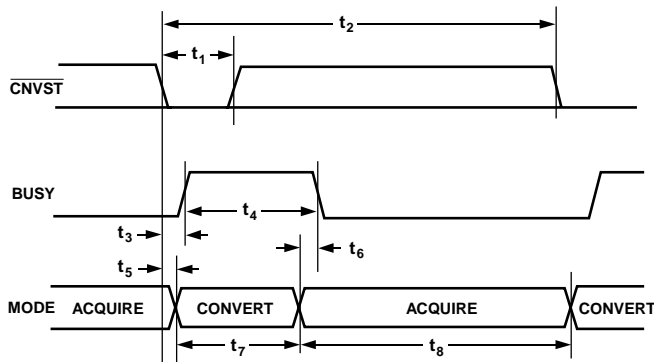 t2
t1
CNVST
BUSY
t4
t3
t6
t5
MODE ACQUIRE CONVERT ACQUIRE CONVERT
t7 t8